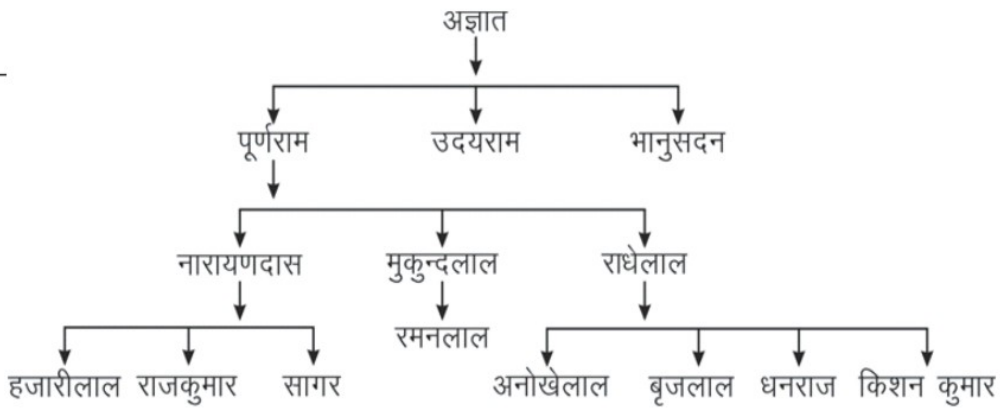 अज्ञात
पूर्णराम उदयराम भानुसदन
नारायणदास मुकुन्दलाल राधेलाल
रमनलाल
हजारीलाल राजकुमार सागर अनोखेलाल बृजलाल धनराज किशन कुमार